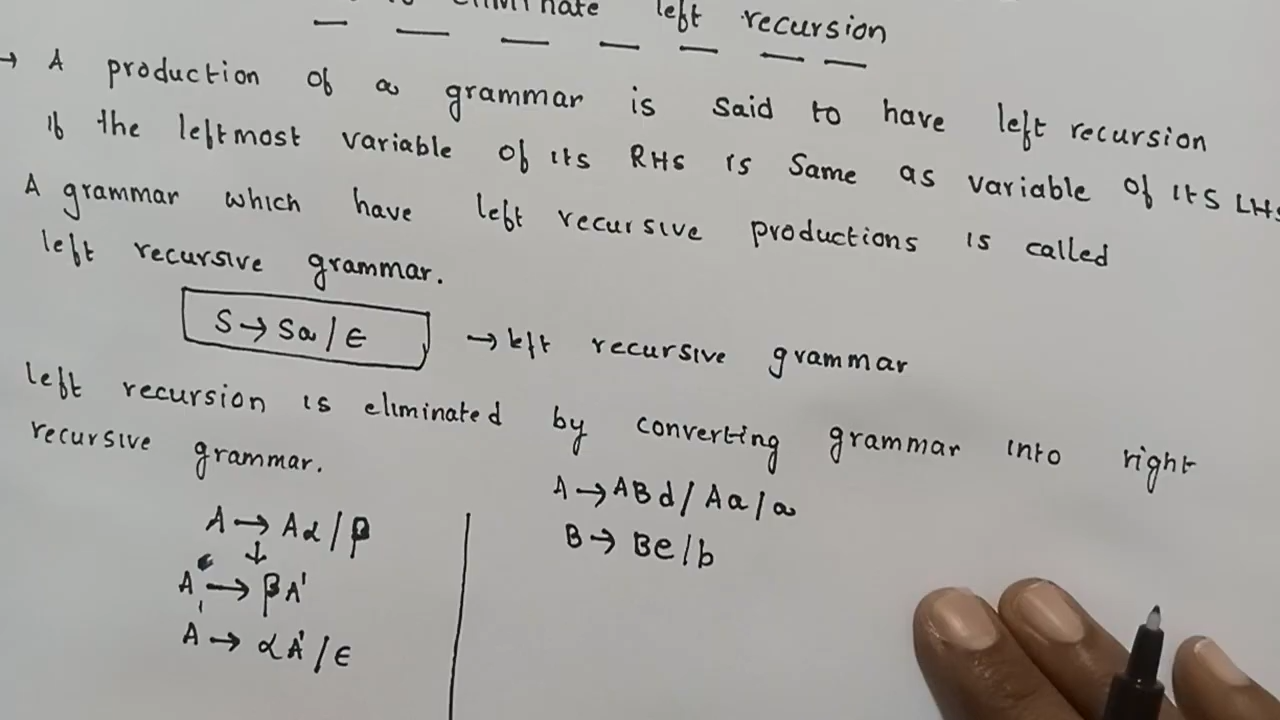 eliminate left recursion
→ A production of a grammar is said to have left recursion
if the leftmost variable of its RHS is same as variable of its LHS
A grammar which have left recursive productions is called
left recursive grammar.
S → Sa / ∈ → left recursive grammar
left recursion is eliminated by converting grammar into right
recursive grammar.
A → Aα / β
↓
A → βA'
A' → αA' / ∈
A → ABd / Aa / a
B → Be / b